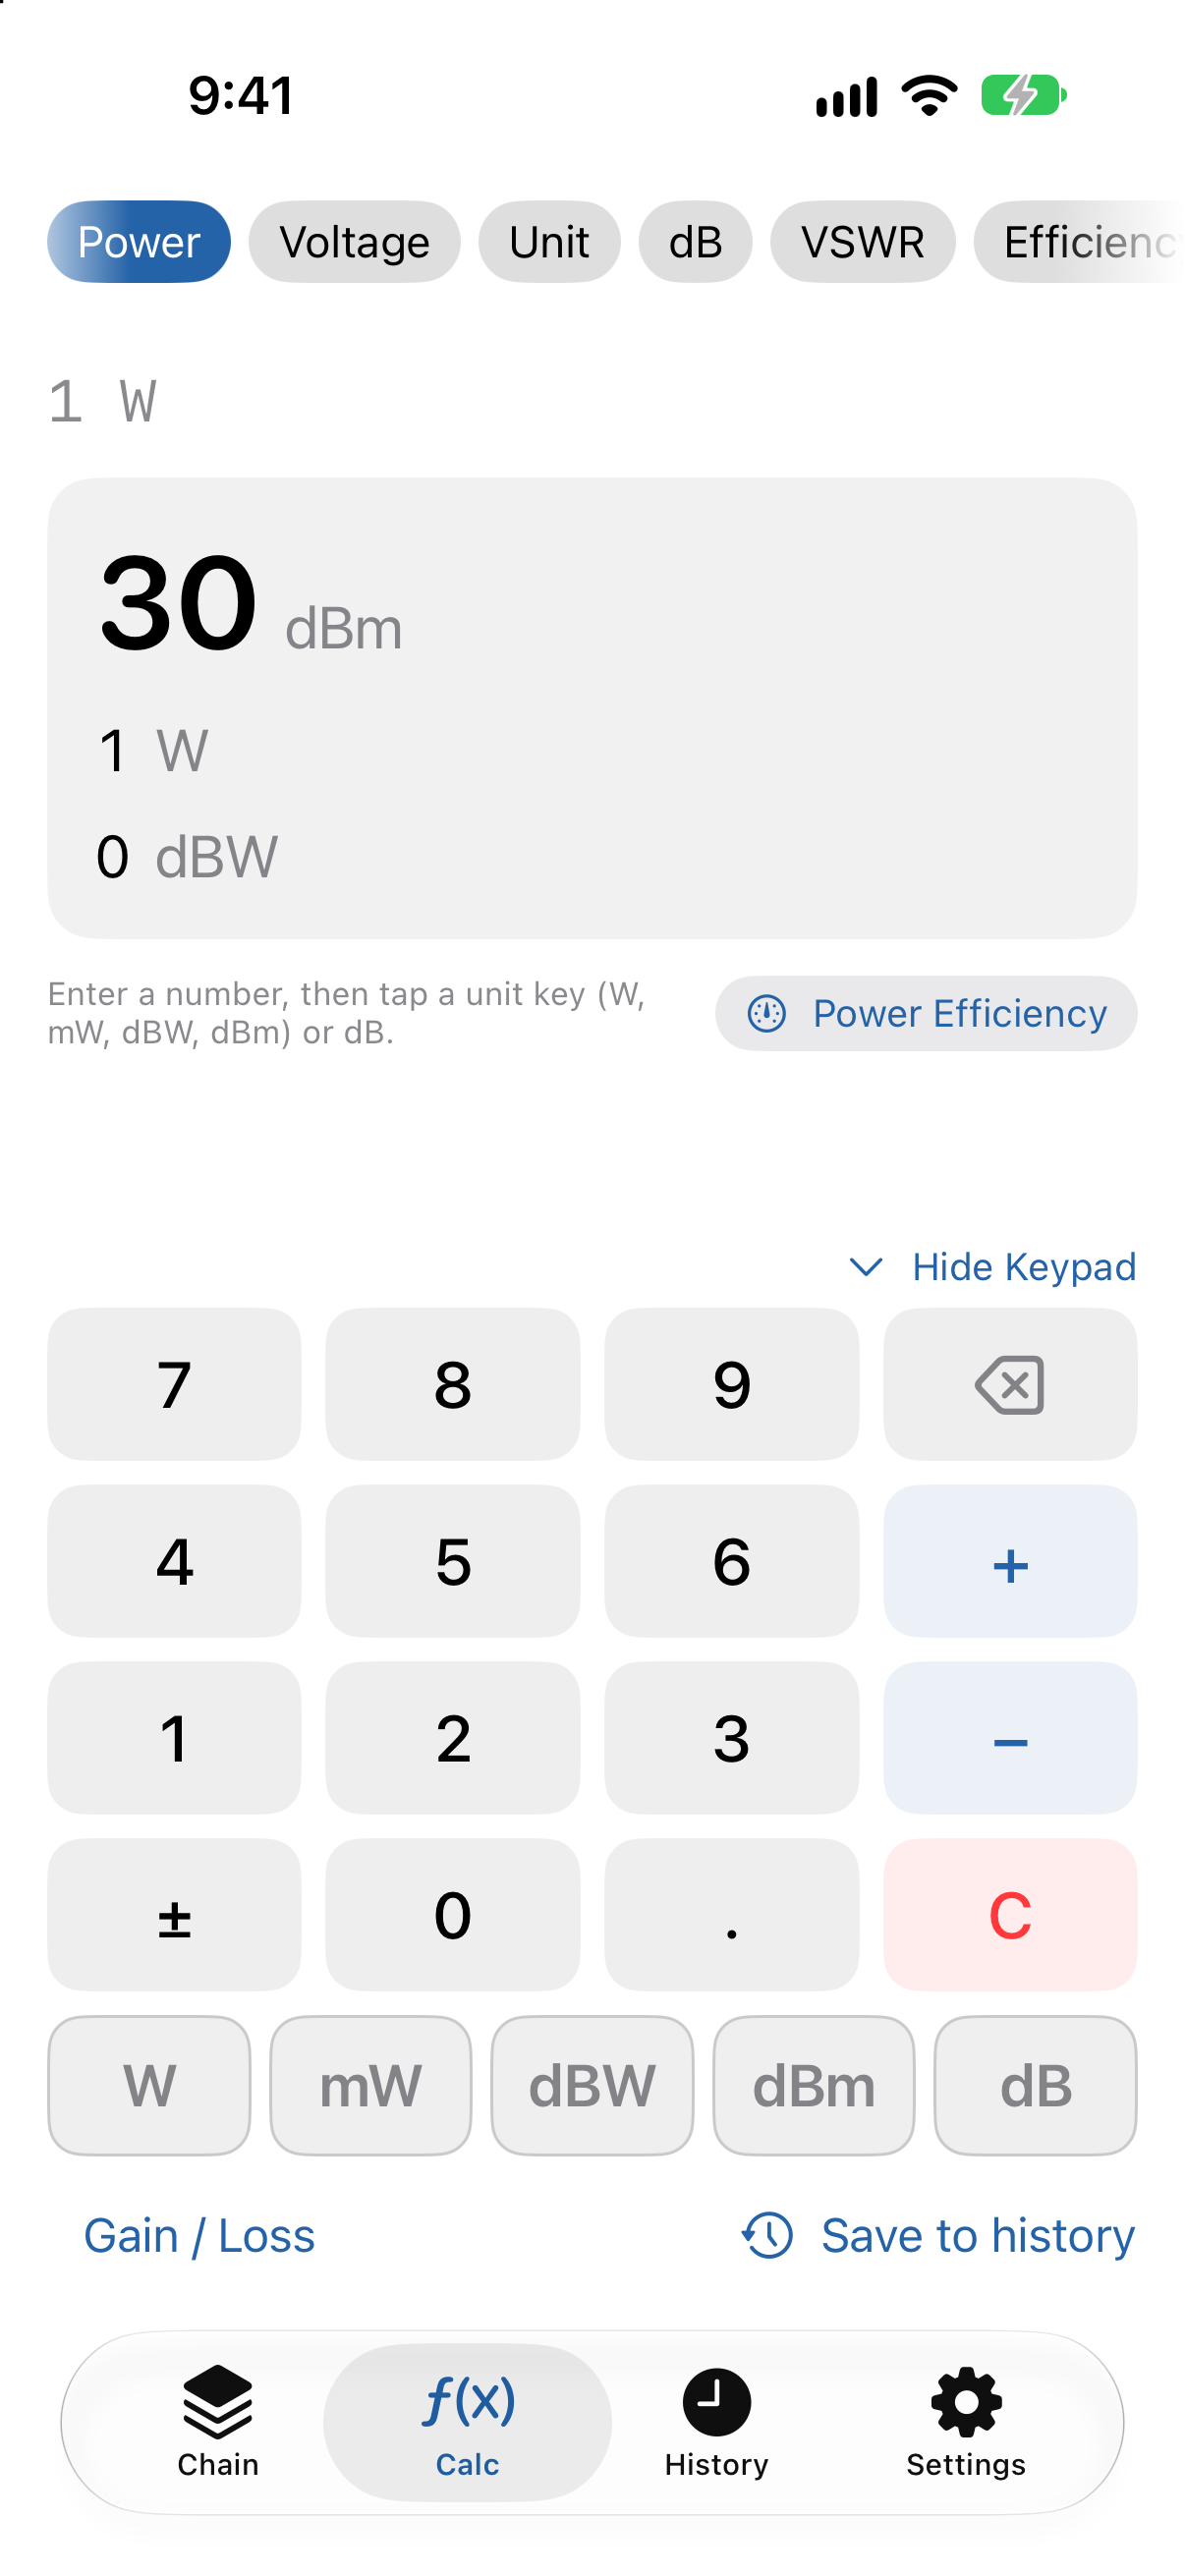 9:41
Power Voltage Unit dB VSWR Efficienc
1 W
30 dBm
1 W
0 dBW
Enter a number, then tap a unit key (W,
mW, dBW, dBm) or dB.
Power Efficiency
Hide Keypad
7 8 9
4 5 6 +
1 2 3 −
± 0 . C
W mW dBW dBm dB
Gain / Loss Save to history
f(x)
Chain Calc History Settings